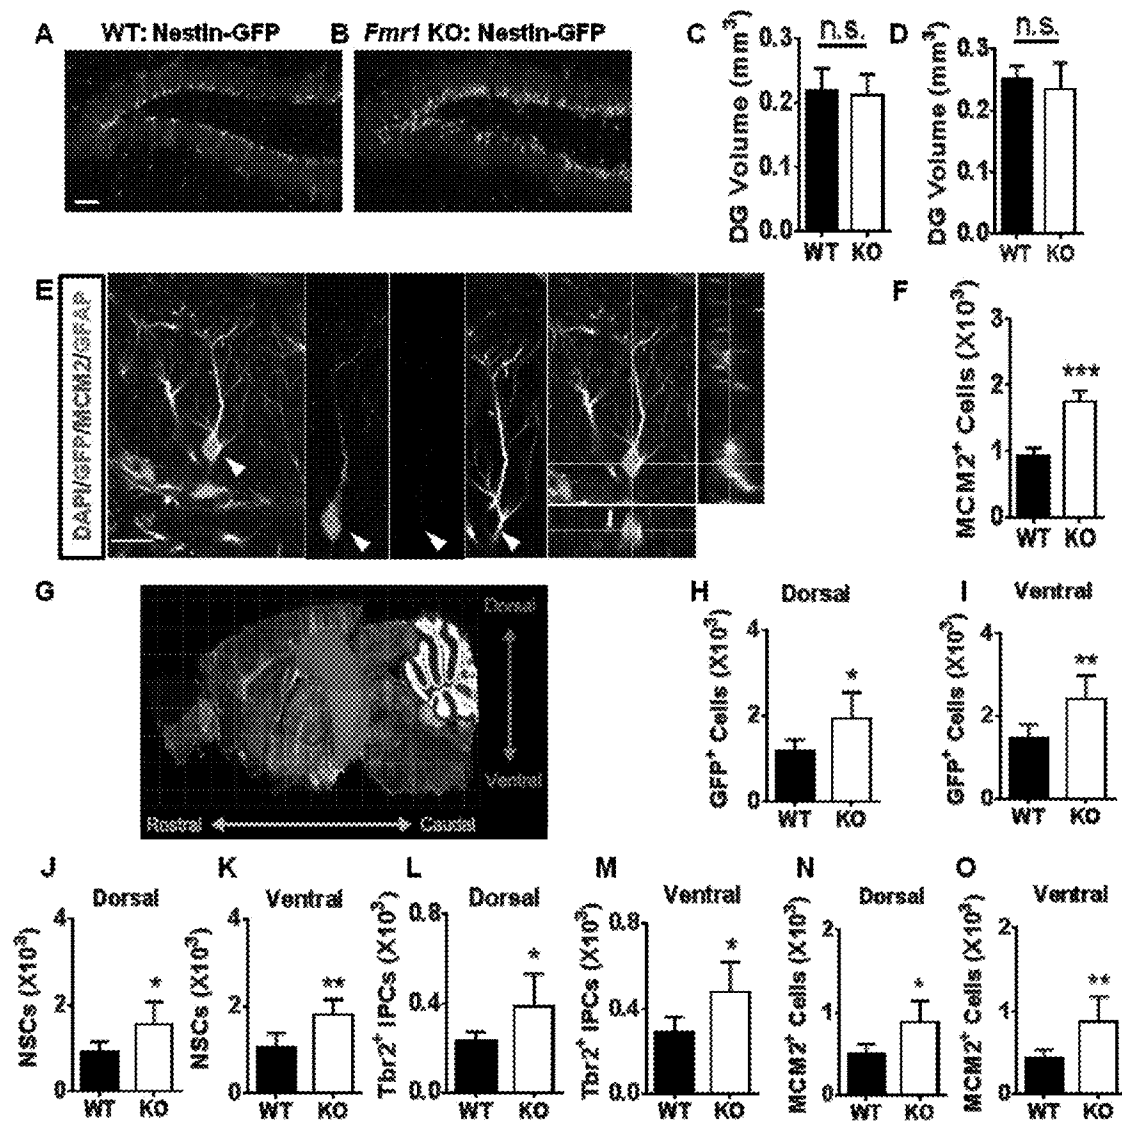 A WT: Nestin-GFP
B Fmr1 KO: Nestin-GFP
C
DG Volume (mm3)
0.3
0.2
0.1
0.0
n.s.
WT KO
D
DG Volume (mm3)
0.3
0.2
0.1
0.0
n.s.
WT KO
E
DAPI/GFP/MCM2/GFAP
F
MCM2+ Cells (X103)
3
2
1
0
***
WT KO
G
Dorsal
Ventral
Rostral Caudal
H Dorsal
GFP+ Cells (X103)
4
2
0
*
WT KO
I Ventral
GFP+ Cells (X103)
4
2
0
**
WT KO
J
Dorsal
NSCs (X103)
4
2
0
*
WT KO
K
Ventral
NSCs (X103)
4
2
0
**
WT KO
L
Dorsal
Tbr2+ IPCs (X103)
0.8
0.4
0.0
*
WT KO
M
Ventral
Tbr2+ IPCs (X103)
0.8
0.4
0.0
*
WT KO
N
Dorsal
MCM2+ Cells (X103)
2
1
0
*
WT KO
O
Ventral
MCM2+ Cells (X103)
2
1
0
**
WT KO